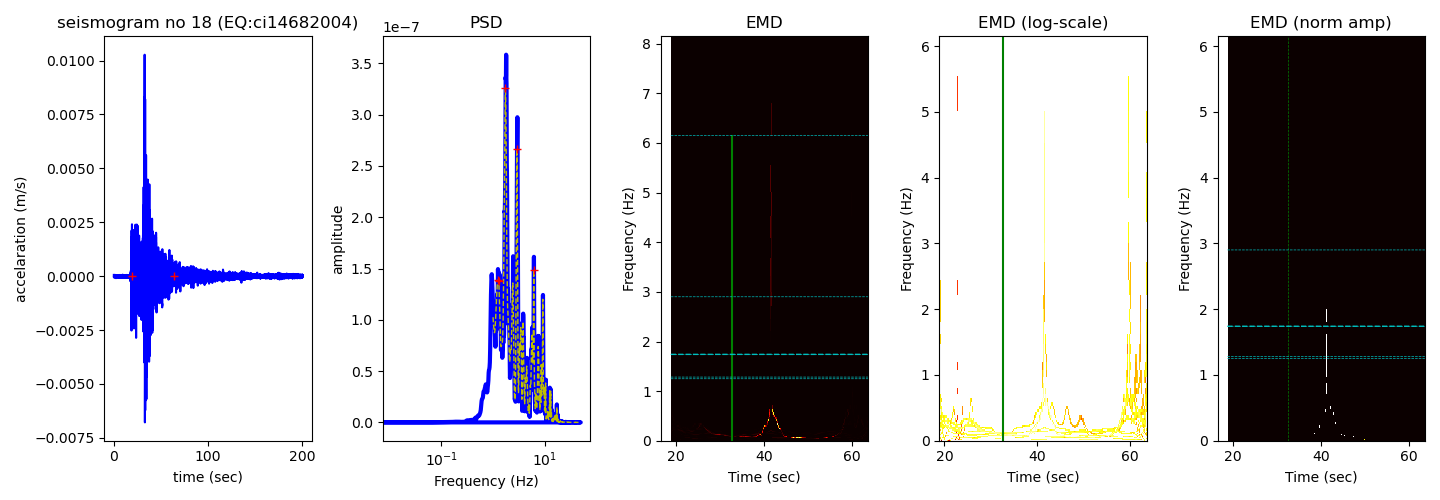 seismogram no 18 (EQ:ci14682004)
accelaration (m/s)
0.0100
0.0075
0.0050
0.0025
0.0000
−0.0025
−0.0050
−0.0075
0 100 200
time (sec)
PSD
1e−7
amplitude
3.5
3.0
2.5
2.0
1.5
1.0
0.5
0.0
10⁻¹ 10¹
Frequency (Hz)
EMD
Frequency (Hz)
8
7
6
5
4
3
2
1
0
20 40 60
Time (sec)
EMD (log-scale)
Frequency (Hz)
6
5
4
3
2
1
0
20 40 60
Time (sec)
EMD (norm amp)
Frequency (Hz)
6
5
4
3
2
1
0
20 40 60
Time (sec)